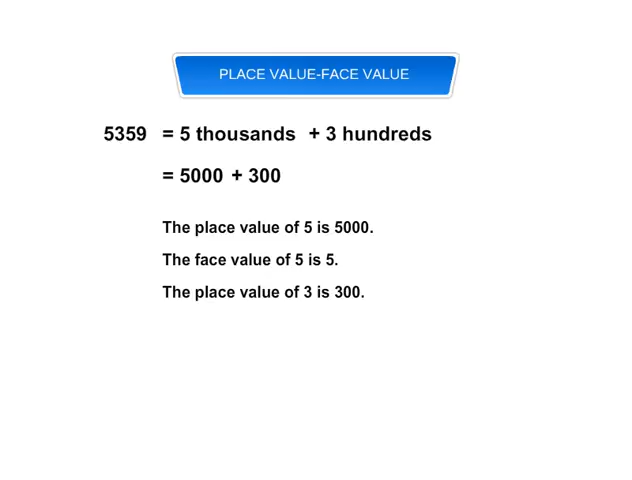 PLACE VALUE-FACE VALUE
5359 = 5 thousands + 3 hundreds
= 5000 + 300
The place value of 5 is 5000.
The face value of 5 is 5.
The place value of 3 is 300.